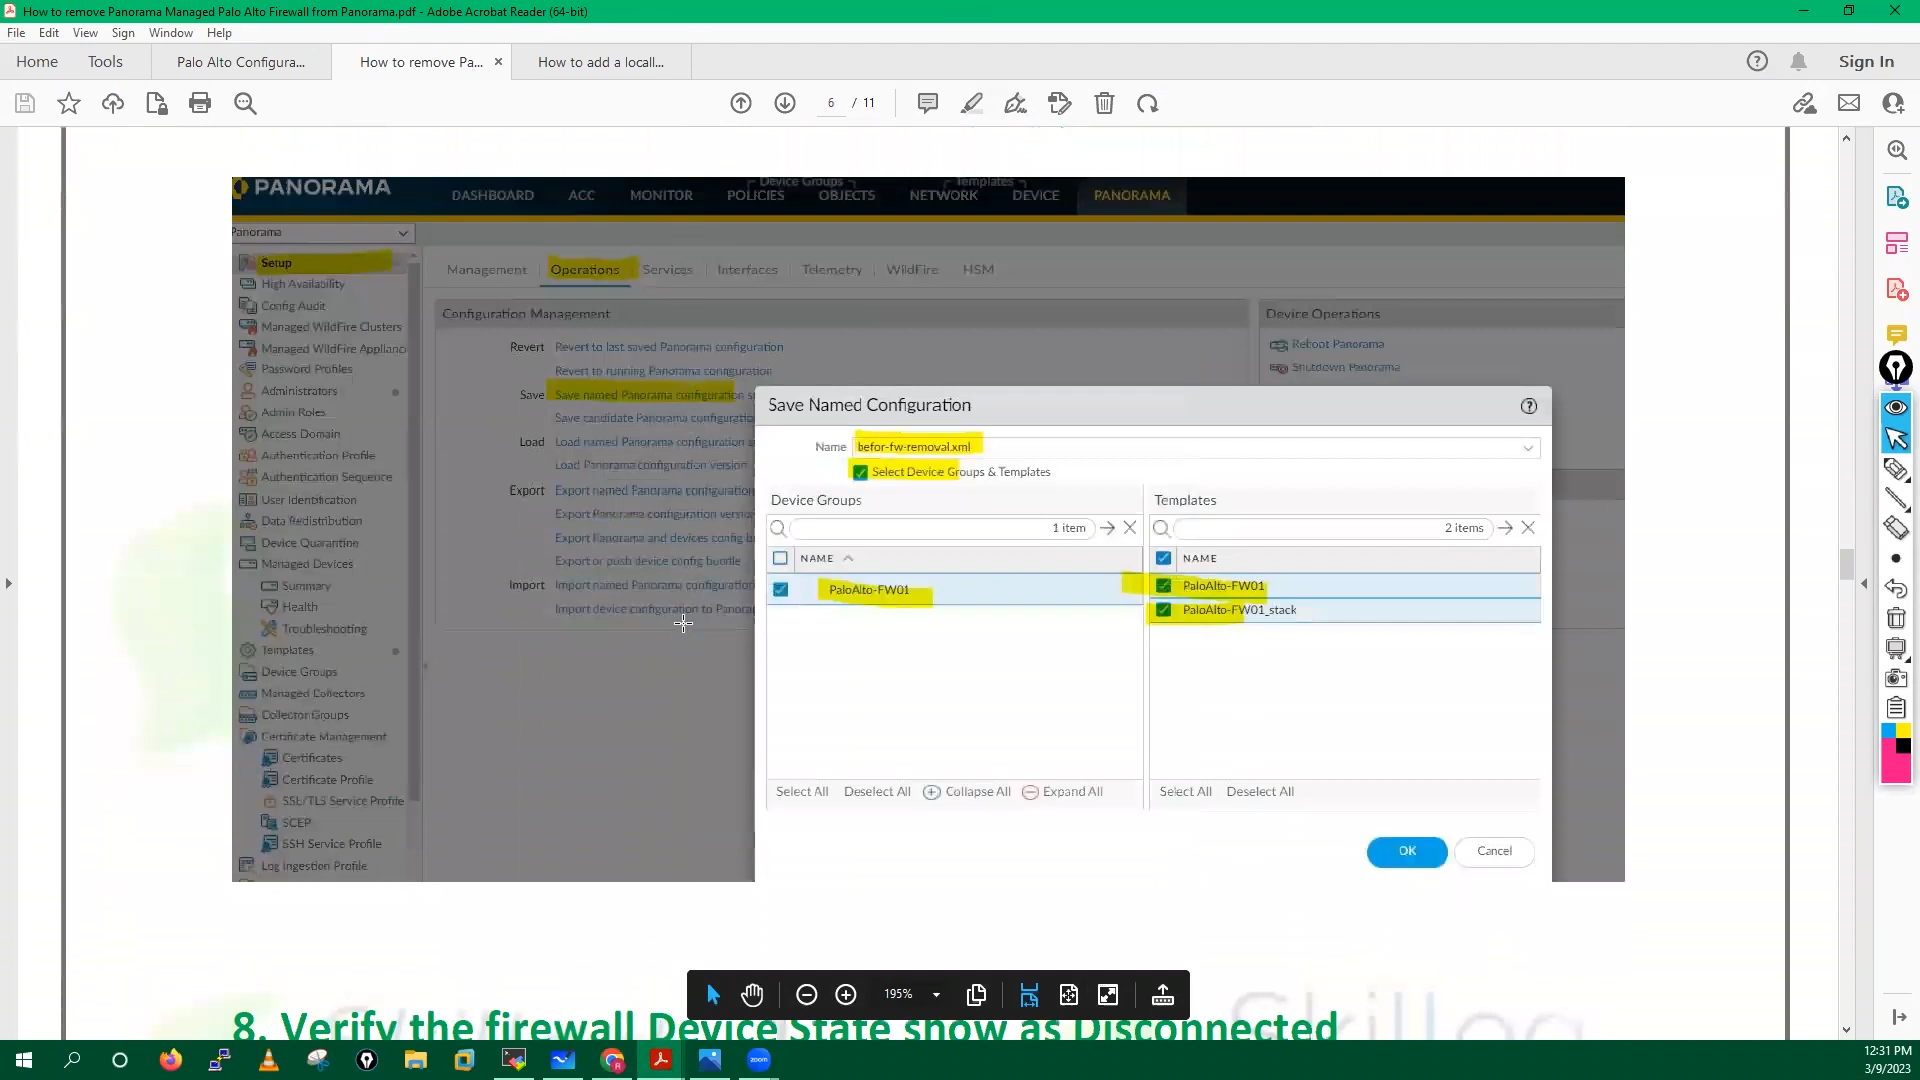 How to remove Panorama Managed Palo Alto Firewall from Panorama.pdf - Adobe Acrobat Reader (64-bit)
File Edit View Sign Window Help
Home Tools Palo Alto Configura... How to remove Pa... × How to add a locall... Sign In
6 / 11
PANORAMA
Device Groups Templates
DASHBOARD ACC MONITOR POLICIES OBJECTS NETWORK DEVICE PANORAMA
Panorama
Setup
High Availability
Config Audit
Managed WildFire Clusters
Managed WildFire Applianc
Password Profiles
Administrators
Admin Roles
Access Domain
Authentication Profile
Authentication Sequence
User Identification
Data Redistribution
Device Quarantine
Managed Devices
Summary
Health
Troubleshooting
Templates
Device Groups
Managed Collectors
Collector Groups
Certificate Management
Certificates
Certificate Profile
SSL/TLS Service Profile
SCEP
SSH Service Profile
Log Ingestion Profile
Management Operations Services Interfaces Telemetry WildFire HSM
Configuration Management
Revert Revert to last saved Panorama configuration
Revert to running Panorama configuration
Save Save named Panorama configuration s
Save candidate Panorama configuratio
Load Load named Panorama configuration s
Load Panorama configuration version
Export Export named Panorama configuration
Export Panorama configuration versio
Export Panorama and devices config b
Export or push device config bundle
Import Import named Panorama configuration
Import device configuration to Panora
Device Operations
Reboot Panorama
Shutdown Panorama
Save Named Configuration
Name befor-fw-removal.xml
Select Device Groups & Templates
Device Groups
1 item
NAME
PaloAlto-FW01
Select All Deselect All Collapse All Expand All
Templates
2 items
NAME
PaloAlto-FW01
PaloAlto-FW01_stack
Select All Deselect All
OK Cancel
8. Verify the firewall Device State show as Disconnected
195%
zoom
12:31 PM
3/9/2023